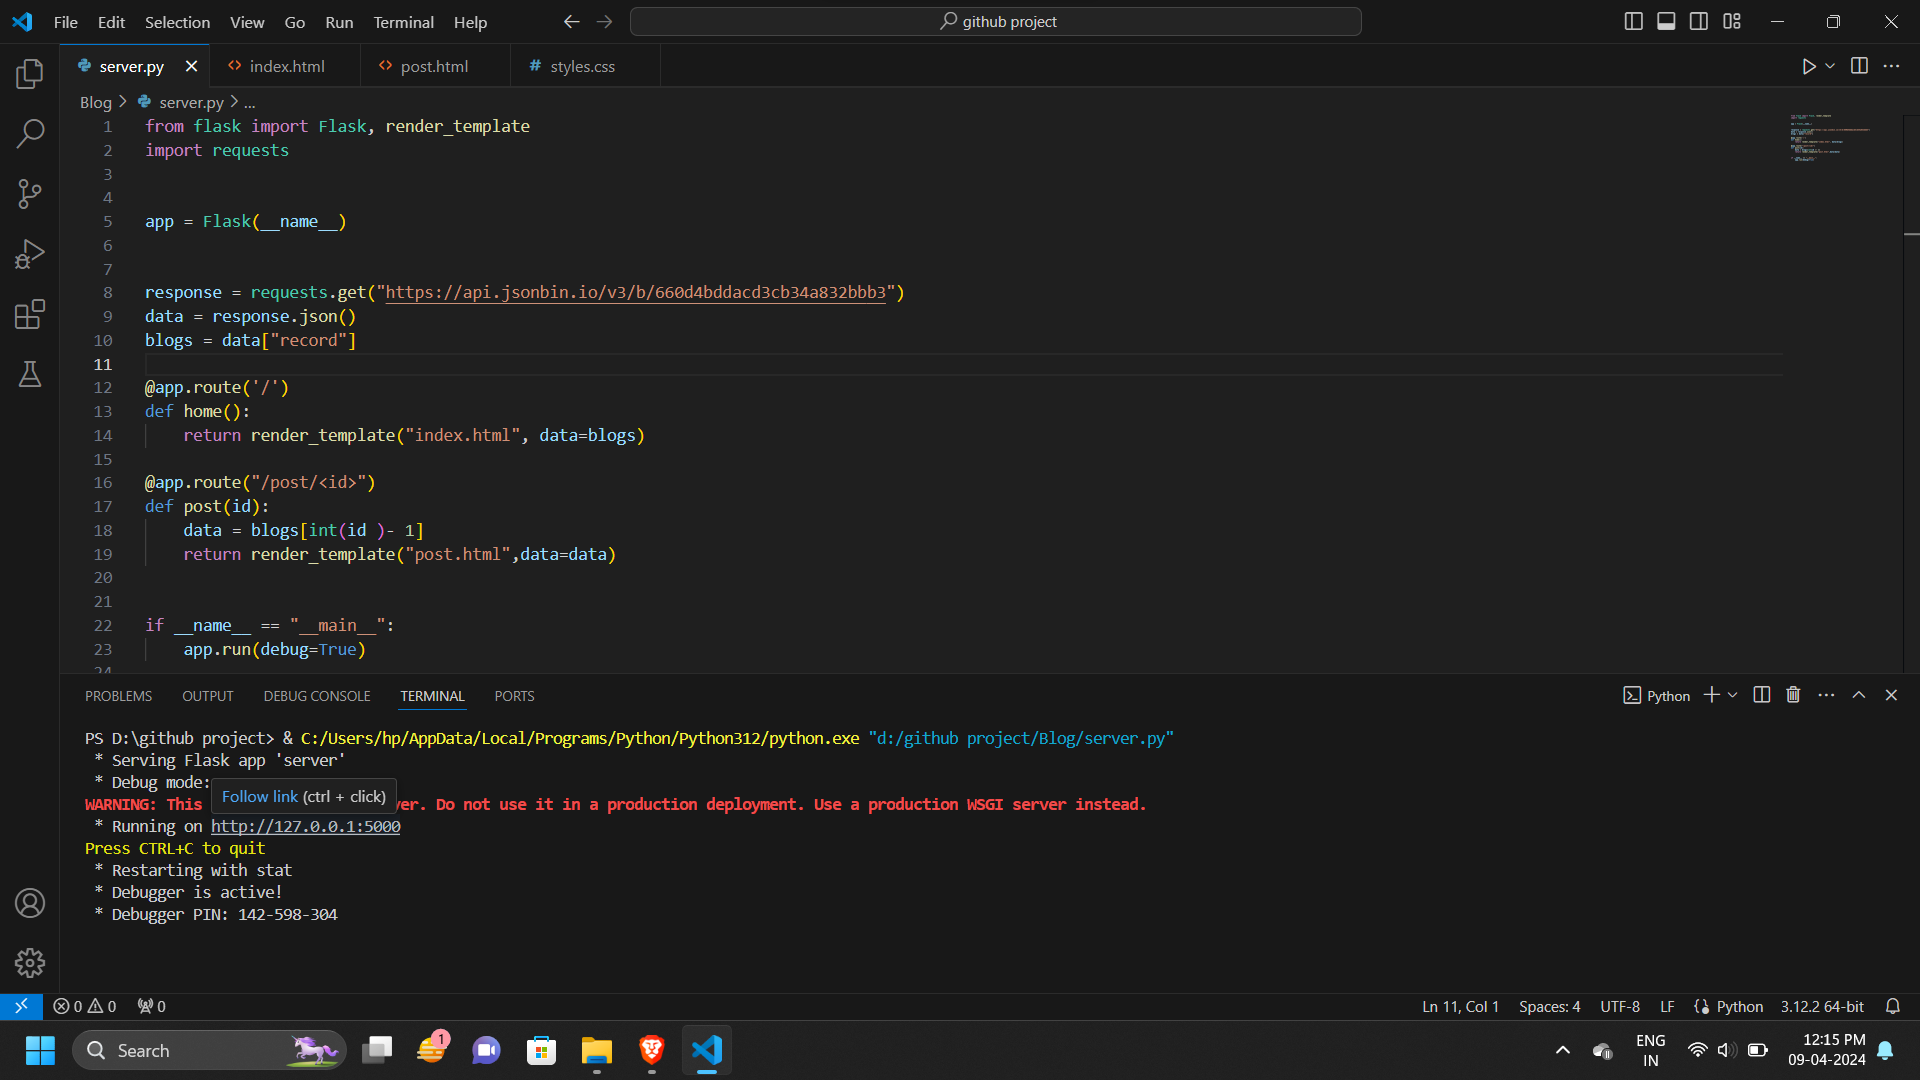 File Edit Selection View Go Run Terminal Help
github project
server.py
index.html
post.html
styles.css
Blog > server.py > ...
1 from flask import Flask, render_template
2 import requests
3
4
5 app = Flask(__name__)
6
7
8 response = requests.get("https://api.jsonbin.io/v3/b/660d4bddacd3cb34a832bbb3")
9 data = response.json()
10 blogs = data["record"]
11
12 @app.route('/')
13 def home():
14 return render_template("index.html", data=blogs)
15
16 @app.route("/post/<id>")
17 def post(id):
18 data = blogs[int(id )- 1]
19 return render_template("post.html",data=data)
20
21
22 if __name__ == "__main__":
23 app.run(debug=True)
24
PROBLEMS OUTPUT DEBUG CONSOLE TERMINAL PORTS
Python
PS D:\github project> & C:/Users/hp/AppData/Local/Programs/Python/Python312/python.exe "d:/github project/Blog/server.py"
* Serving Flask app 'server'
* Debug mode:
Follow link (ctrl + click)
WARNING: This ver. Do not use it in a production deployment. Use a production WSGI server instead.
* Running on http://127.0.0.1:5000
Press CTRL+C to quit
* Restarting with stat
* Debugger is active!
* Debugger PIN: 142-598-304
0 0 0
Ln 11, Col 1 Spaces: 4 UTF-8 LF Python 3.12.2 64-bit
Search
1
ENG
IN
12:15 PM
09-04-2024